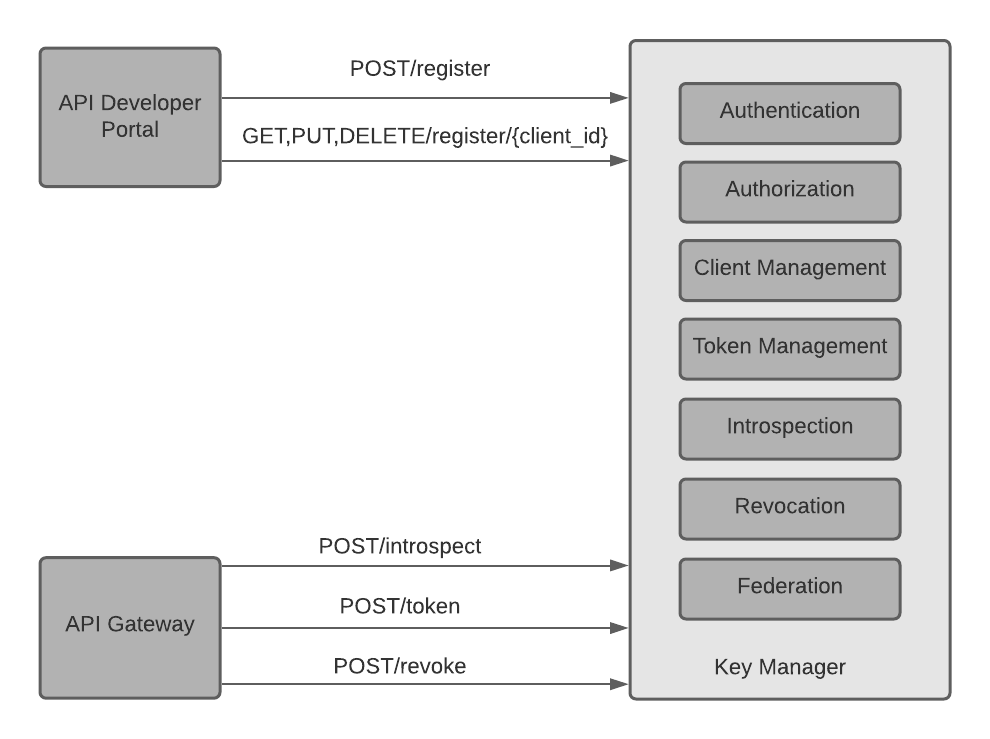 API Developer
Portal
POST/register
GET,PUT,DELETE/register/{client_id}
Authentication
Authorization
Client Management
Token Management
Introspection
Revocation
Federation
Key Manager
API Gateway
POST/introspect
POST/token
POST/revoke